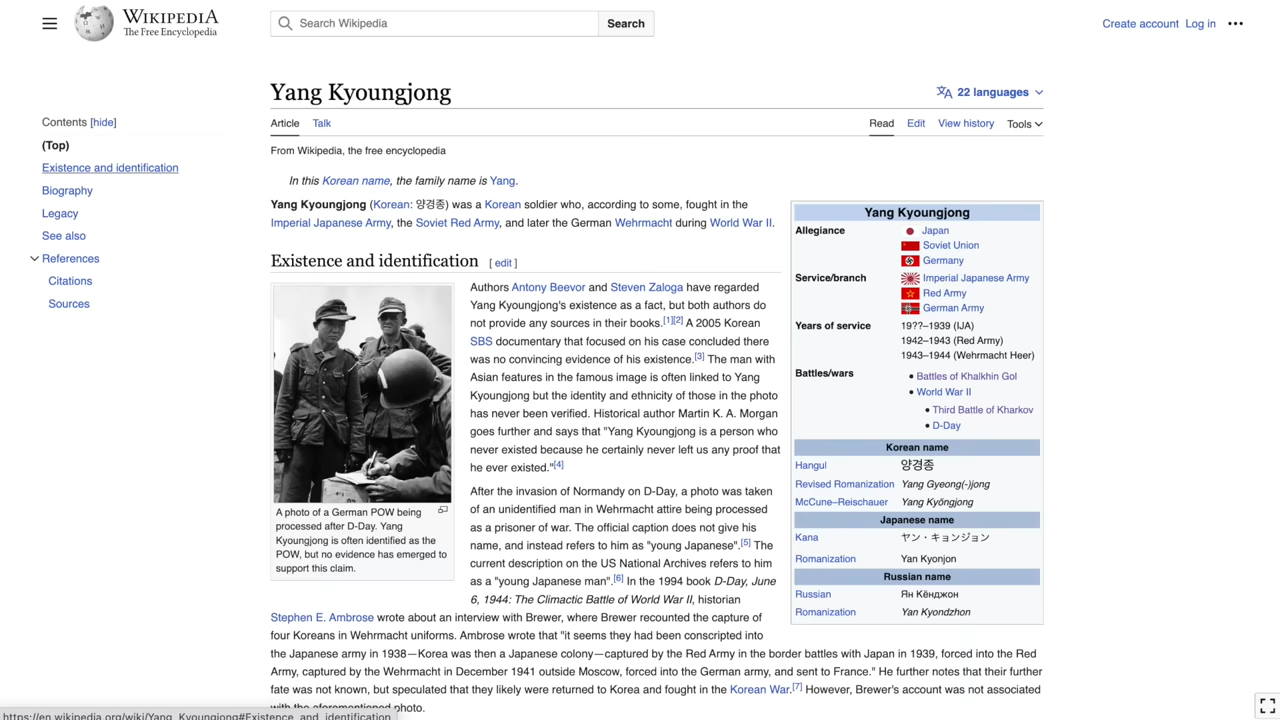 WIKIPEDIA
The Free Encyclopedia
Search Wikipedia
Search
Create account Log in
Contents [hide]
(Top)
Existence and identification
Biography
Legacy
See also
References
Citations
Sources
Yang Kyoungjong
22 languages
Article Talk
Read Edit View history Tools
From Wikipedia, the free encyclopedia
In this Korean name, the family name is Yang.
Yang Kyoungjong (Korean: 양경종) was a Korean soldier who, according to some, fought in the
Imperial Japanese Army, the Soviet Red Army, and later the German Wehrmacht during World War II.
Existence and identification [ edit ]
A photo of a German POW being
processed after D-Day. Yang
Kyoungjong is often identified as the
POW, but no evidence has emerged to
support this claim.
Authors Antony Beevor and Steven Zaloga have regarded
Yang Kyoungjong's existence as a fact, but both authors do
not provide any sources in their books.[1][2] A 2005 Korean
SBS documentary that focused on his case concluded there
was no convincing evidence of his existence.[3] The man with
Asian features in the famous image is often linked to Yang
Kyoungjong but the identity and ethnicity of those in the photo
has never been verified. Historical author Martin K. A. Morgan
goes further and says that "Yang Kyoungjong is a person who
never existed because he certainly never left us any proof that
he ever existed."[4]
After the invasion of Normandy on D-Day, a photo was taken
of an unidentified man in Wehrmacht attire being processed
as a prisoner of war. The official caption does not give his
name, and instead refers to him as "young Japanese".[5] The
current description on the US National Archives refers to him
as a "young Japanese man".[6] In the 1994 book D-Day, June
6, 1944: The Climactic Battle of World War II, historian
Stephen E. Ambrose wrote about an interview with Brewer, where Brewer recounted the capture of
four Koreans in Wehrmacht uniforms. Ambrose wrote that "it seems they had been conscripted into
the Japanese army in 1938—Korea was then a Japanese colony—captured by the Red Army in the border battles with Japan in 1939, forced into the Red
Army, captured by the Wehrmacht in December 1941 outside Moscow, forced into the German army, and sent to France." He further notes that their further
fate was not known, but speculated that they likely were returned to Korea and fought in the Korean War.[7] However, Brewer's account was not associated
with the aforementioned photo.
Yang Kyoungjong
Allegiance Japan
Soviet Union
Germany
Service/branch Imperial Japanese Army
Red Army
German Army
Years of service 19??–1939 (IJA)
1942–1943 (Red Army)
1943–1944 (Wehrmacht Heer)
Battles/wars • Battles of Khalkhin Gol
• World War II
• Third Battle of Kharkov
• D-Day
Korean name
Hangul 양경종
Revised Romanization Yang Gyeong(-)jong
McCune–Reischauer Yang Kyŏngjong
Japanese name
Kana ヤン・キョンジョン
Romanization Yan Kyonjon
Russian name
Russian Ян Кёнджон
Romanization Yan Kyondzhon
https://en.wikipedia.org/wiki/Yang_Kyoungjong#Existence_and_identification